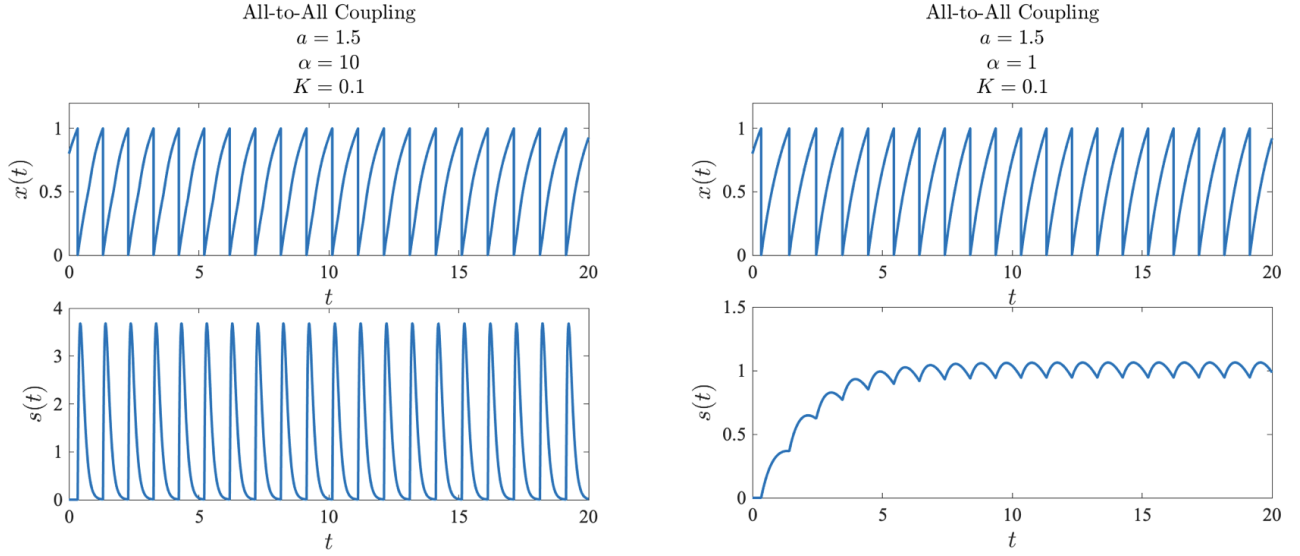 All-to-All Coupling
a = 1.5
α = 10
K = 0.1
x(t)
1
0.5
0
0 5 10 15 20
t
s(t)
4
3
2
1
0
0 5 10 15 20
t
All-to-All Coupling
a = 1.5
α = 1
K = 0.1
x(t)
1
0.5
0
0 5 10 15 20
t
s(t)
1.5
1
0.5
0
0 5 10 15 20
t